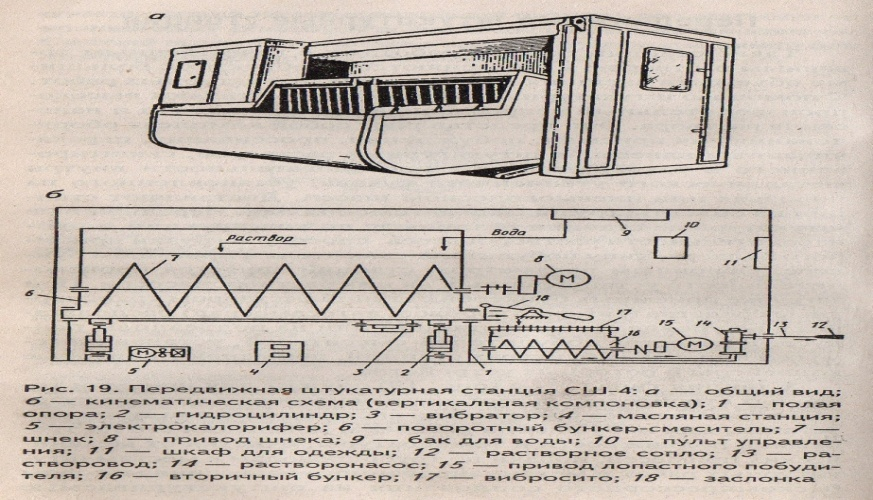 а
б
Раствор
Вода
7
8
9
10
11
6
18
17
16
15
14
13
12
5
4
3
2
1
Рис. 19. Передвижная штукатурная станция СШ-4: а — общий вид;
б — кинематическая схема (вертикальная компоновка); 1 — полая
опора; 2 — гидроцилиндр; 3 — вибратор; 4 — масляная станция;
5 — электрокалорифер; 6 — поворотный бункер-смеситель; 7 —
шнек; 8 — привод шнека; 9 — бак для воды; 10 — пульт управле-
ния; 11 — шкаф для одежды; 12 — растворное сопло; 13 — ра-
створовод; 14 — растворонасос; 15 — привод лопастного побуди-
теля; 16 — вторичный бункер; 17 — вибросито; 18 — заслонка